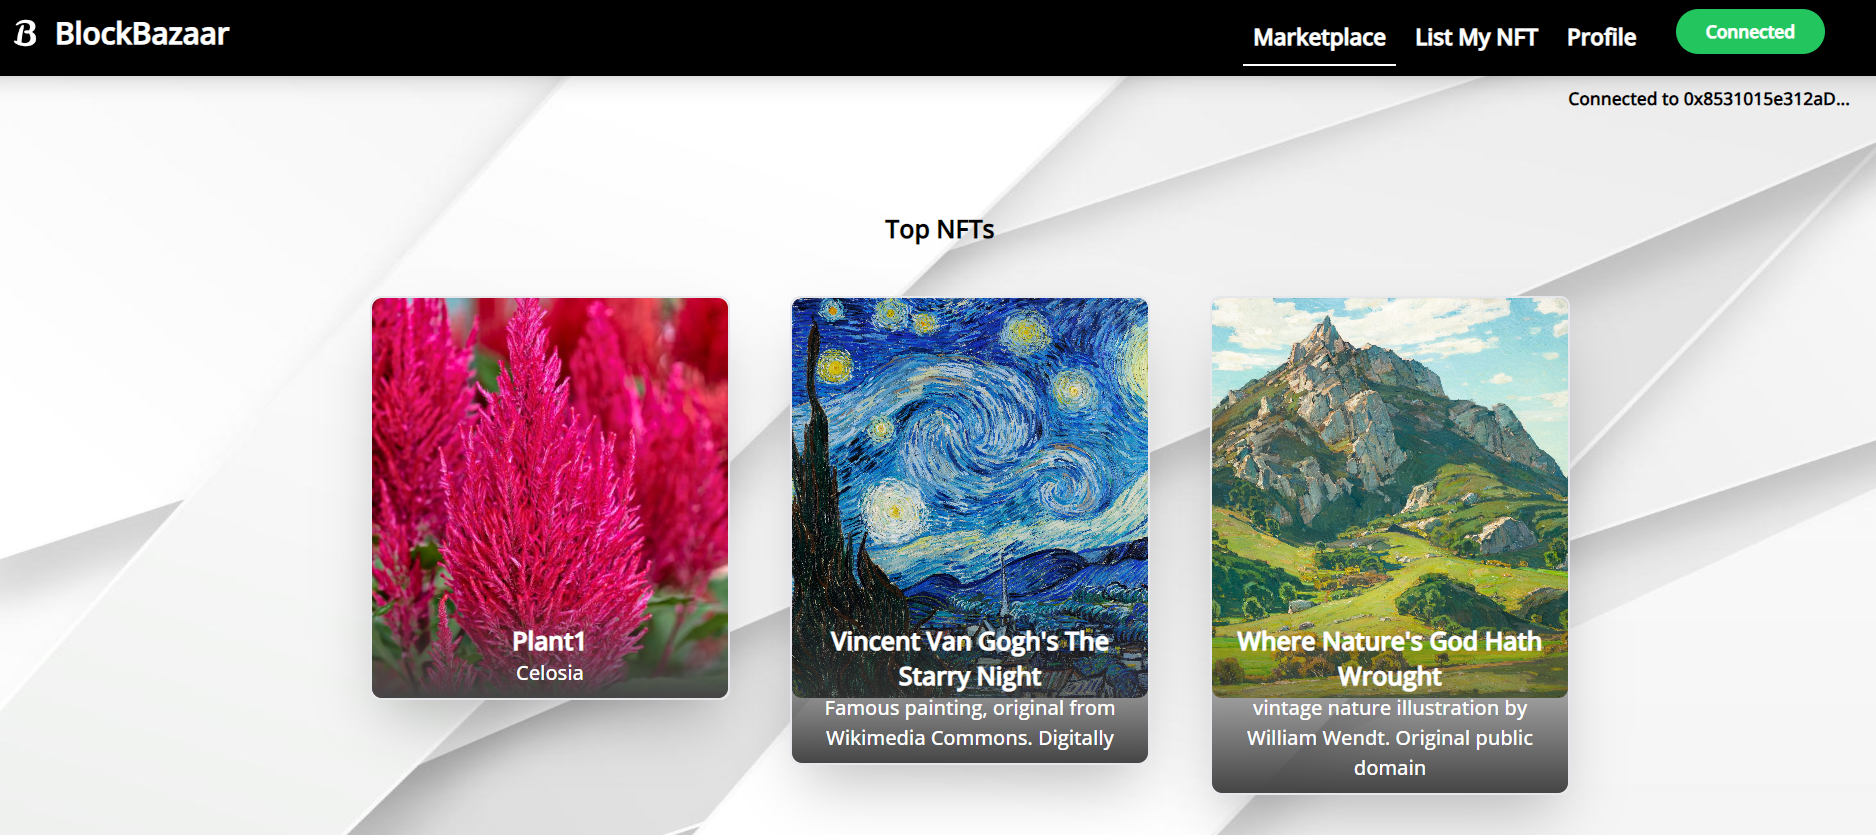 B BlockBazaar
Marketplace List My NFT Profile Connected
Connected to 0x8531015e312aD...
Top NFTs
Plant1
Celosia
Vincent Van Gogh's The
Starry Night
Famous painting, original from
Wikimedia Commons. Digitally
Where Nature's God Hath
Wrought
vintage nature illustration by
William Wendt. Original public
domain